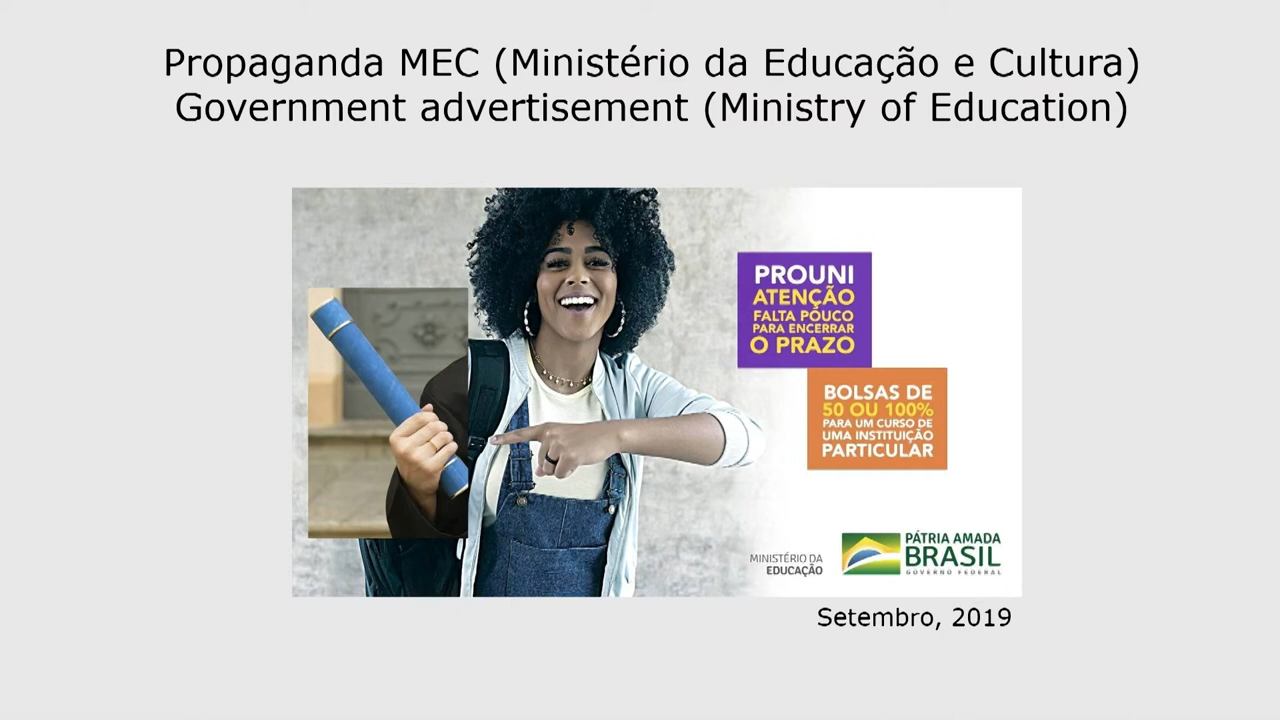 Propaganda MEC (Ministério da Educação e Cultura)
Government advertisement (Ministry of Education)
PROUNI
ATENÇÃO
FALTA POUCO
PARA ENCERRAR
O PRAZO
BOLSAS DE
50 OU 100%
PARA UM CURSO DE
UMA INSTITUIÇÃO
PARTICULAR
MINISTÉRIO DA
EDUCAÇÃO
PÁTRIA AMADA
BRASIL
GOVERNO FEDERAL
Setembro, 2019